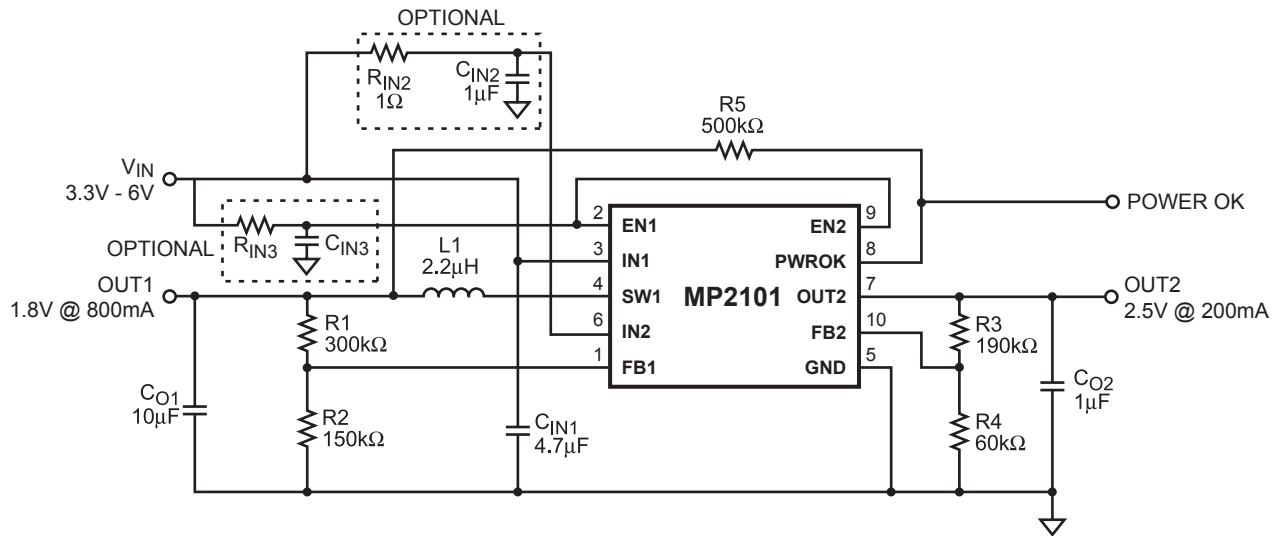 OPTIONAL
R_IN2
1Ω
C_IN2
1μF
R5
500kΩ
V_IN
3.3V - 6V
POWER OK
OPTIONAL
R_IN3
C_IN3
L1
2.2μH
OUT1
1.8V @ 800mA
2
EN1
3
IN1
4
SW1
6
IN2
1
FB1
MP2101
EN2
9
PWROK
8
OUT2
7
FB2
10
GND
5
OUT2
2.5V @ 200mA
R1
300kΩ
R2
150kΩ
C_O1
10μF
C_IN1
4.7μF
R3
190kΩ
R4
60kΩ
C_O2
1μF